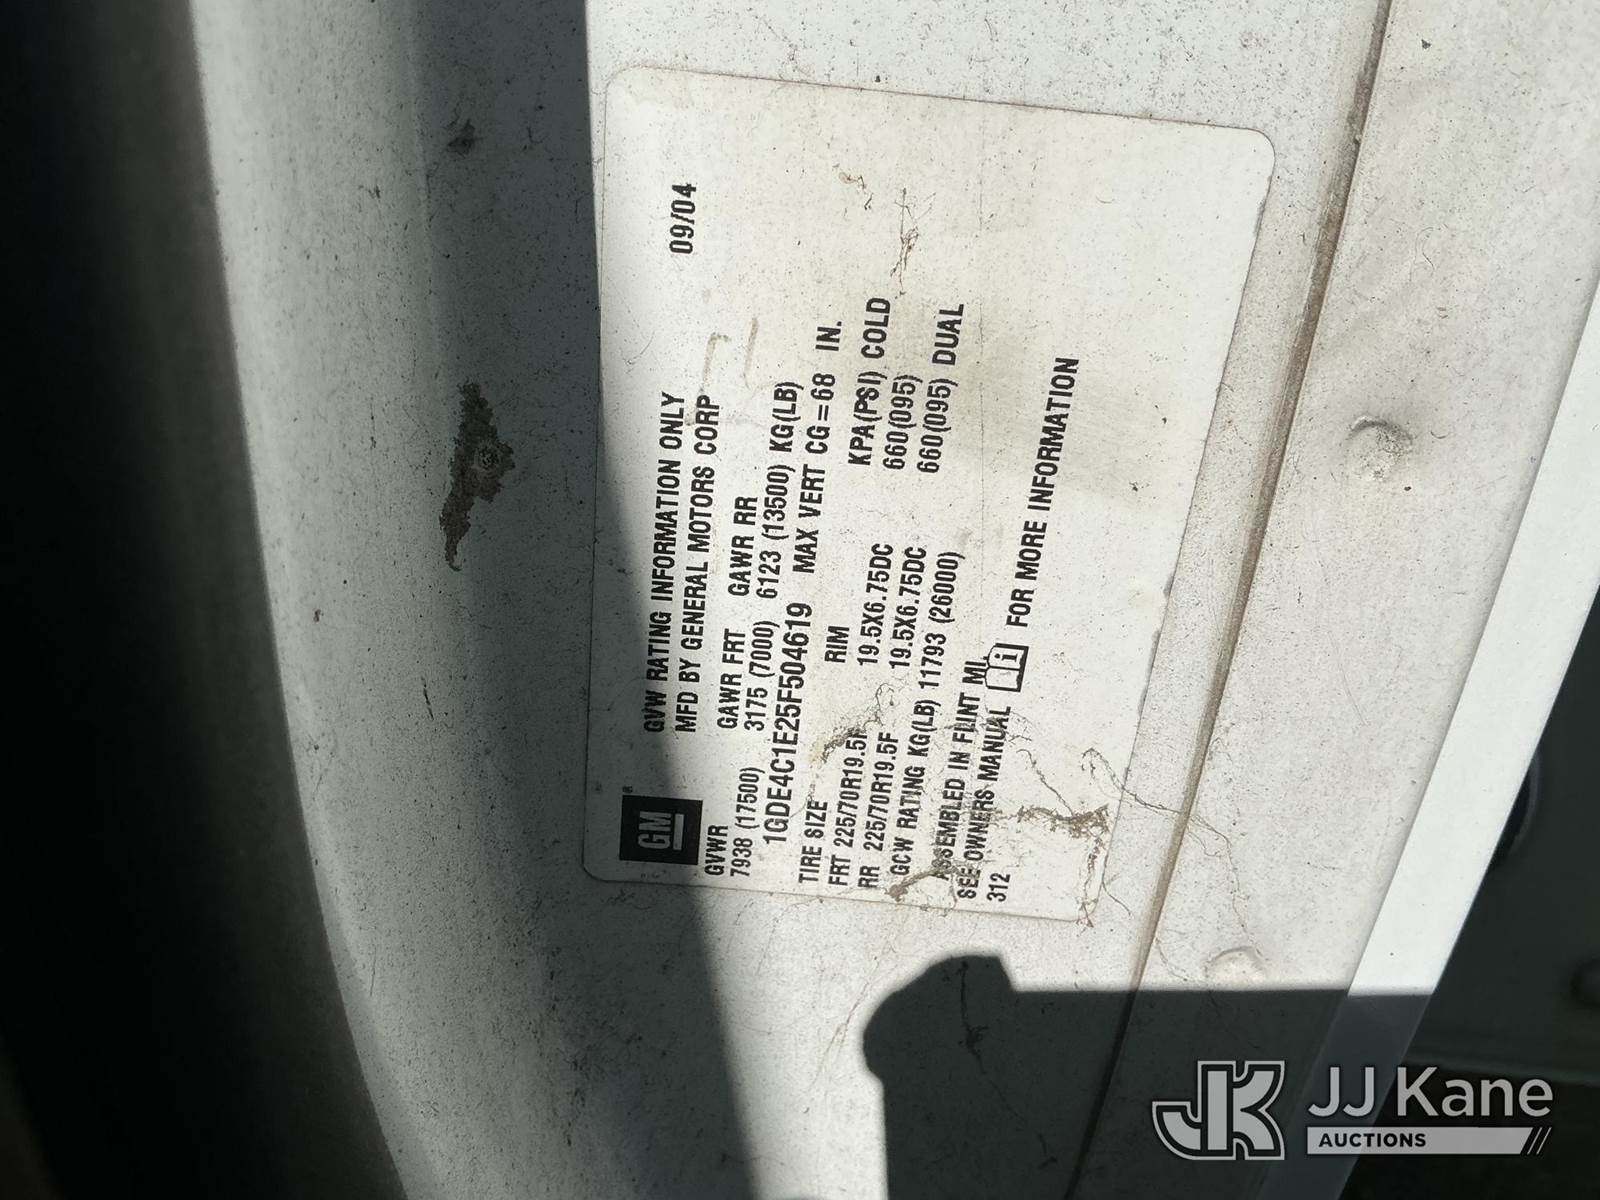 GM ®
GVW RATING INFORMATION ONLY
MFD BY GENERAL MOTORS CORP 09/04
GVWR GAWR FRT GAWR RR
7938 (17500) 3175 (7000) 6123 (13500) KG(LB)
1GDE4C1E25F504619 MAX VERT CG=68 IN.
TIRE SIZE RIM KPA(PSI) COLD
FRT 225/70R19.5F 19.5X6.75DC 660(095)
RR 225/70R19.5F 19.5X6.75DC 660(095) DUAL
GCW RATING KG(LB) 11793 (26000)
ASSEMBLED IN FLINT MI.
SEE OWNERS MANUAL FOR MORE INFORMATION
312
JK JJ Kane
AUCTIONS